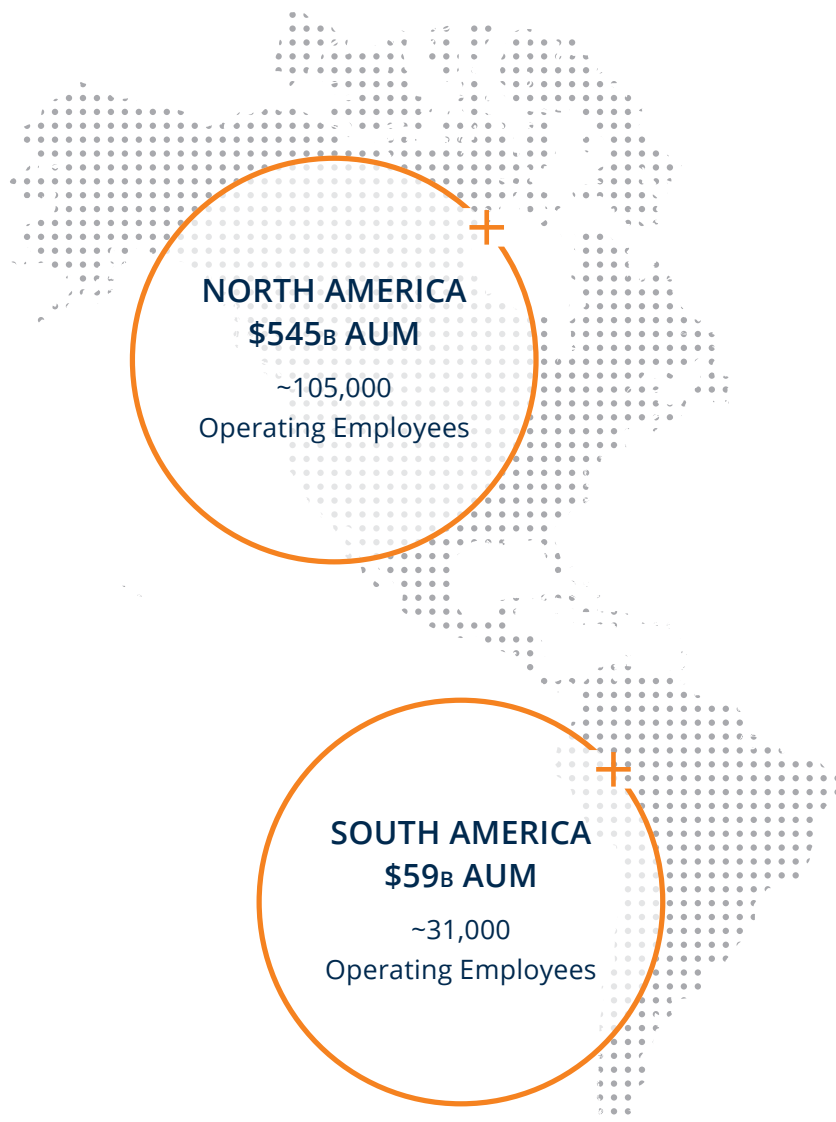 NORTH AMERICA
$545B AUM
~105,000
Operating Employees
SOUTH AMERICA
$59B AUM
~31,000
Operating Employees